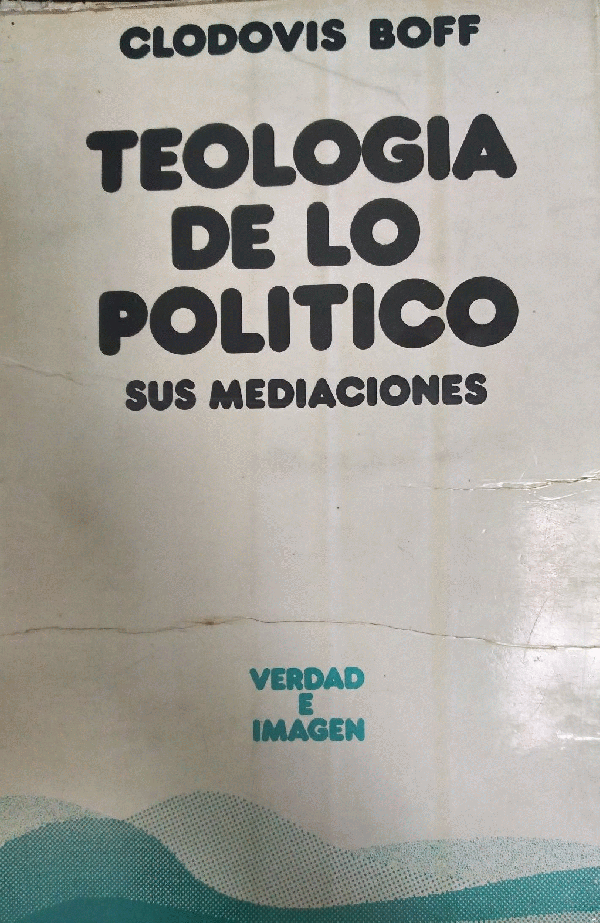 CLODOVIS BOFF
TEOLOGIA
DE LO
POLITICO
SUS MEDIACIONES
VERDAD
E
IMAGEN